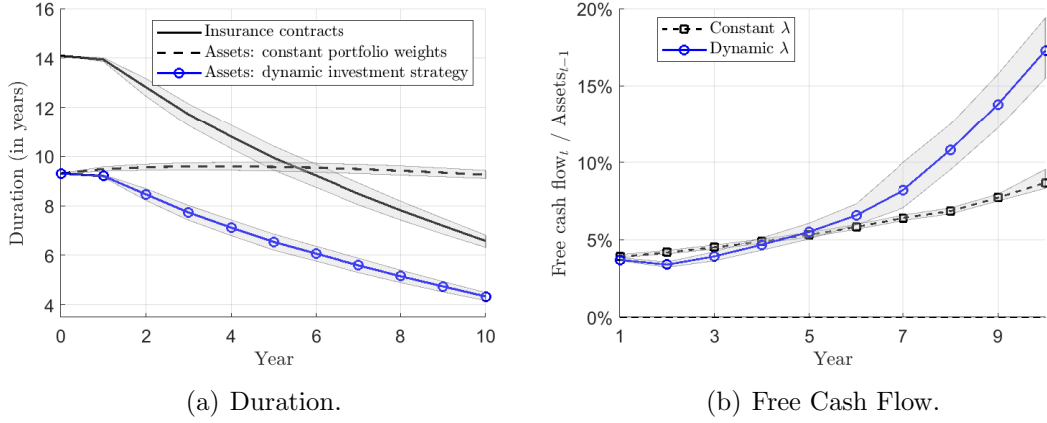 Duration (in years)
16
14
12
10
8
6
4
0
2
4
6
8
10
Year
Insurance contracts
Assets: constant portfolio weights
Assets: dynamic investment strategy
(a) Duration.
Free cash flow_t / Assets_{t−1}
20%
15%
10%
5%
0%
1
3
5
7
9
Year
Constant λ
Dynamic λ
(b) Free Cash Flow.